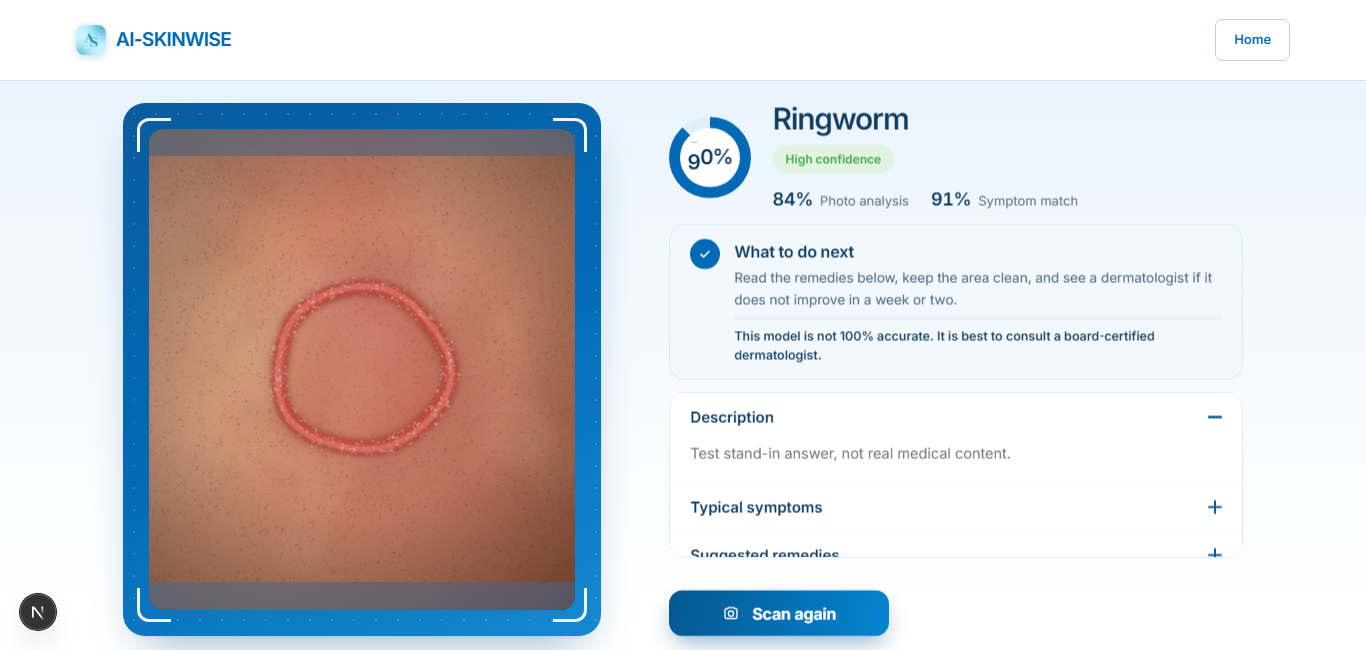 AI-SKINWISE
Home
90%
Ringworm
High confidence
84% Photo analysis 91% Symptom match
What to do next
Read the remedies below, keep the area clean, and see a dermatologist if it
does not improve in a week or two.
This model is not 100% accurate. It is best to consult a board-certified
dermatologist.
Description
Test stand-in answer, not real medical content.
Typical symptoms
Suggested remedies
Scan again
N